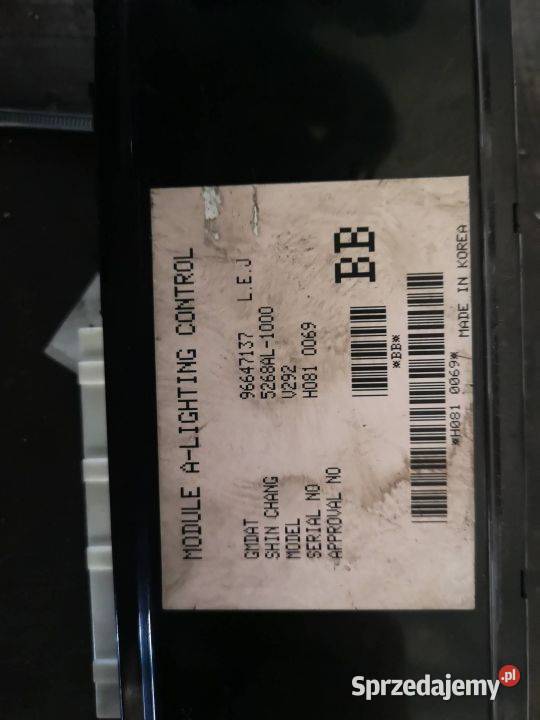 MODULE A-LIGHTING CONTROL
GMDAT 96647137 L.E.J
SHIN CHANG 5268AL-1000
MODEL V292
SERIAL NO H081 0069
APPROVAL NO
BB
*BB*
*H081 0069*
MADE IN KOREA
Sprzedajemy.pl